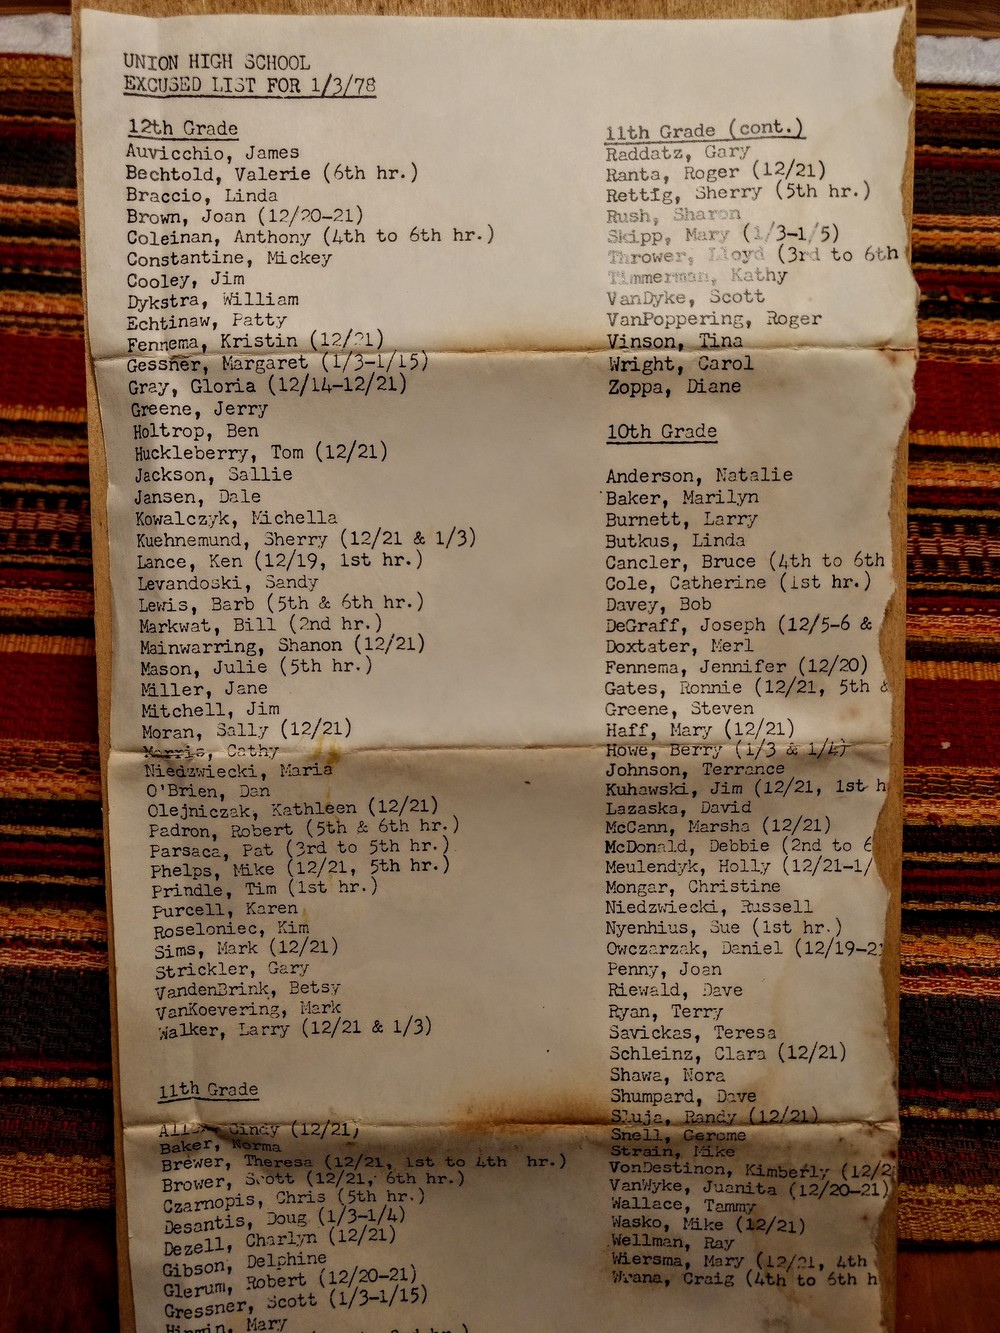 UNION HIGH SCHOOL
EXCUSED LIST FOR 1/3/78
12th Grade
Auvicchio, James
Bechtold, Valerie (6th hr.)
Braccio, Linda
Brown, Joan (12/20-21)
Coleinan, Anthony (4th to 6th hr.)
Constantine, Mickey
Cooley, Jim
Dykstra, William
Echtinaw, Patty
Fennema, Kristin (12/21)
Gessner, Margaret (1/3-1/15)
Gray, Gloria (12/14-12/21)
Greene, Jerry
Holtrop, Ben
Huckleberry, Tom (12/21)
Jackson, Sallie
Jansen, Dale
Kowalczyk, Michella
Kuehnemund, Sherry (12/21 & 1/3)
Lance, Ken (12/19, 1st hr.)
Levandoski, Sandy
Lewis, Barb (5th & 6th hr.)
Markwat, Bill (2nd hr.)
Mainwarring, Shanon (12/21)
Mason, Julie (5th hr.)
Miller, Jane
Mitchell, Jim
Moran, Sally (12/21)
Morris, Cathy
Niedzwiecki, Maria
O'Brien, Dan
Olejniczak, Kathleen (12/21)
Padron, Robert (5th & 6th hr.)
Parsaca, Pat (3rd to 5th hr.)
Phelps, Mike (12/21, 5th hr.)
Prindle, Tim (1st hr.)
Purcell, Karen
Roseloniec, Kim
Sims, Mark (12/21)
Strickler, Gary
VandenBrink, Betsy
VanKoevering, Mark
Walker, Larry (12/21 & 1/3)
11th Grade
Cindy (12/21)
Baker, Norma
Brewer, Theresa (12/21, 1st to 4th hr.)
Brower, Scott (12/21, 6th hr.)
Czarnopis, Chris (5th hr.)
Desantis, Doug (1/3-1/4)
Dezell, Charlyn (12/21)
Gibson, Delphine
Glerum, Robert (12/20-21)
Gressner, Scott (1/3-1/15)
Mary
11th Grade (cont.)
Raddatz, Gary
Ranta, Roger (12/21)
Rettig, Sherry (5th hr.)
Rush, Sharon
Skipp, Mary (1/3-1/5)
Thrower, Lloyd (3rd to 6th
Timmerman, Kathy
VanDyke, Scott
VanPoppering, Roger
Vinson, Tina
Wright, Carol
Zoppa, Diane
10th Grade
Anderson, Natalie
Baker, Marilyn
Burnett, Larry
Butkus, Linda
Cancler, Bruce (4th to 6th
Cole, Catherine (1st hr.)
Davey, Bob
DeGraff, Joseph (12/5-6 &
Doxtater, Merl
Fennema, Jennifer (12/20)
Gates, Ronnie (12/21, 5th &
Greene, Steven
Haff, Mary (12/21)
Howe, Berry (1/3 & 1/4)
Johnson, Terrance
Kuhawski, Jim (12/21, 1st h
Lazaska, David
McCann, Marsha (12/21)
McDonald, Debbie (2nd to 6
Meulendyk, Holly (12/21-1/
Mongar, Christine
Niedzwiecki, Russell
Nyenhius, Sue (1st hr.)
Owczarzak, Daniel (12/19-21
Penny, Joan
Riewald, Dave
Ryan, Terry
Savickas, Teresa
Schleinz, Clara (12/21)
Shawa, Nora
Shumpard, Dave
Sluja, Randy (12/21)
Snell, Gerome
Strain, Mike
VonDestinon, Kimberly (12/2
VanWyke, Juanita (12/20-21)
Wallace, Tammy
Wasko, Mike (12/21)
Wellman, Ray
Wiersma, Mary (12/21, 4th
Wrana, Craig (4th to 6th h